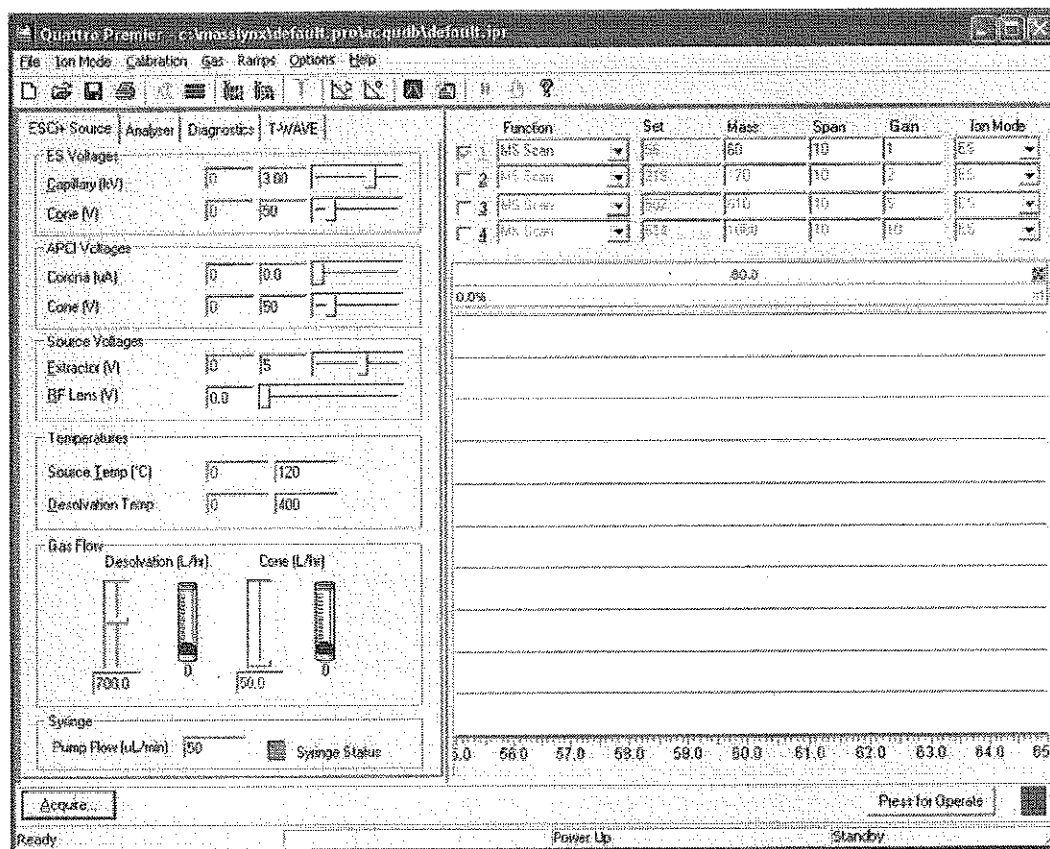 Quattro Premier - c:\masslynx\default.pro\acqudb\default.ipr
File Ion Mode Calibration Gas Ramps Options Help
ESCi+ Source Analyser Diagnostics T-WAVE
ES Voltages
Capillary (kV) 0 3.00
Cone (V) 0 50
APCI Voltages
Corona (uA) 0 0.0
Cone (V) 0 50
Source Voltages
Extractor (V) 0 5
RF Lens (V) 0.0
Temperatures
Source Temp (°C) 0 120
Desolvation Temp 0 400
Gas Flow
Desolvation (L/hr) Cone (L/hr)
0 0
700.0 50.0
Syringe
Pump Flow (uL/min) 50 Syringe Status
Function Set Mass Span Gain Ion Mode
1 MS Scan 60 10 1 ES
2 MS Scan 170 10 2 ES
3 MS Scan 502 610 10 5 ES
4 MS Scan 614 10 10 ES
60.0
0.0%
56.0 57.0 58.0 59.0 60.0 61.0 62.0 63.0 64.0 65
Acquire... Press for Operate
Ready Power Up Standby